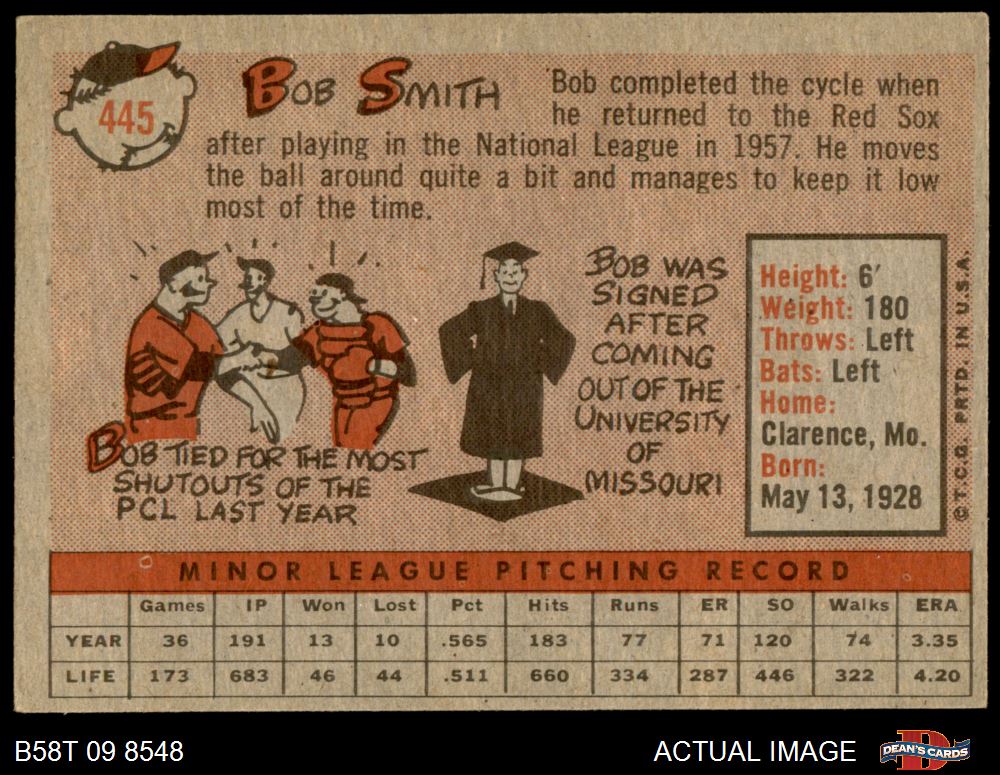 445
BOB SMITH
Bob completed the cycle when
he returned to the Red Sox
after playing in the National League in 1957. He moves
the ball around quite a bit and manages to keep it low
most of the time.
BOB TIED FOR THE MOST
SHUTOUTS OF THE
PCL LAST YEAR
BOB WAS
SIGNED
AFTER
COMING
OUT OF THE
UNIVERSITY
OF
MISSOURI
Height: 6'
Weight: 180
Throws: Left
Bats: Left
Home:
Clarence, Mo.
Born:
May 13, 1928
© T.C.G. PRTD. IN U.S.A.
MINOR LEAGUE PITCHING RECORD
Games IP Won Lost Pct Hits Runs ER SO Walks ERA
YEAR 36 191 13 10 .565 183 77 71 120 74 3.35
LIFE 173 683 46 44 .511 660 334 287 446 322 4.20
B58T 09 8548
ACTUAL IMAGE
DEAN'S CARDS